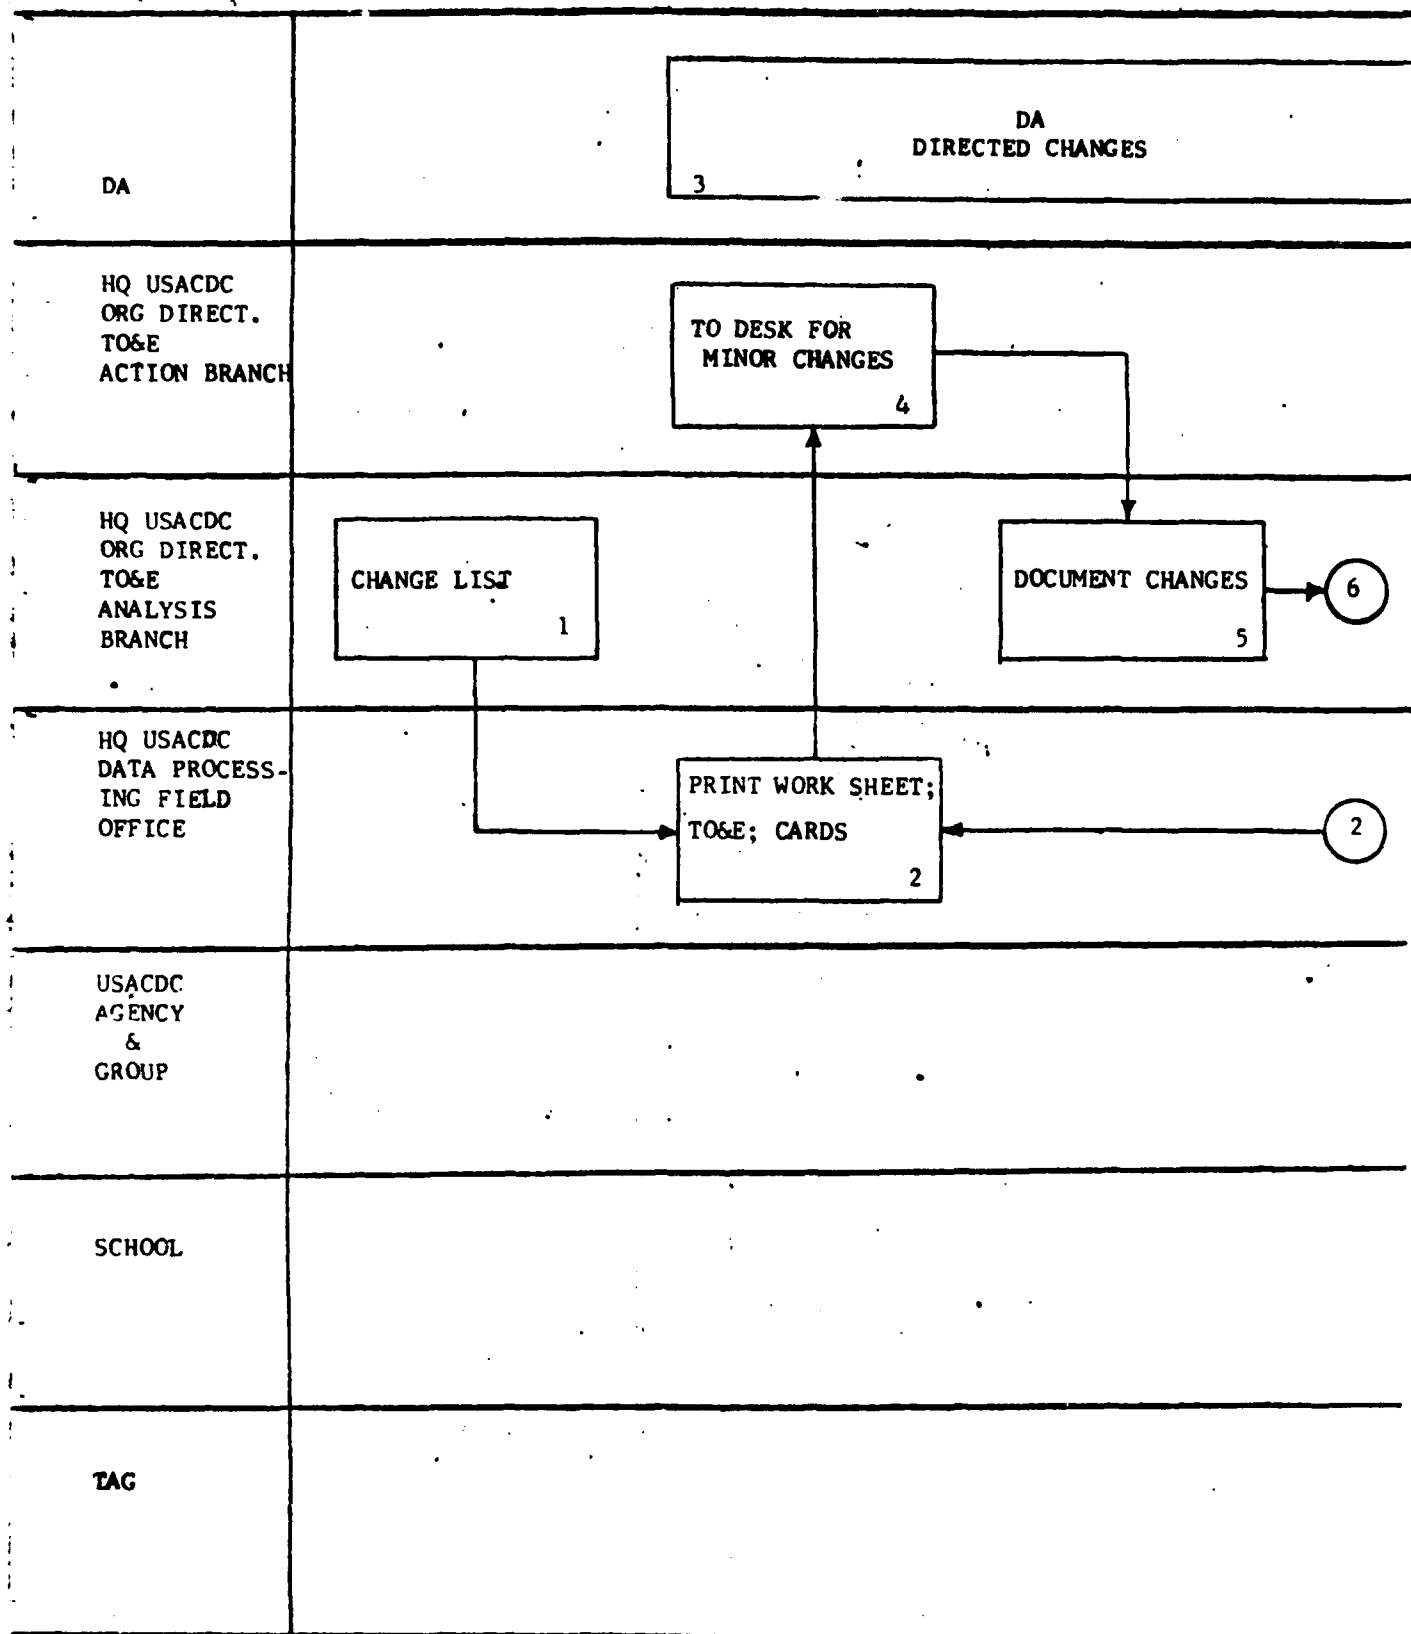 DA
DIRECTED CHANGES
3
DA
HQ USACDC
ORG DIRECT.
TO&E
ACTION BRANCH
TO DESK FOR
MINOR CHANGES
4
HQ USACDC
ORG DIRECT.
TO&E
ANALYSIS
BRANCH
CHANGE LIST
1
DOCUMENT CHANGES
5
6
HQ USACDC
DATA PROCESS-
ING FIELD
OFFICE
PRINT WORK SHEET;
TO&E; CARDS
2
2
USACDC
AGENCY
&
GROUP
SCHOOL
TAG